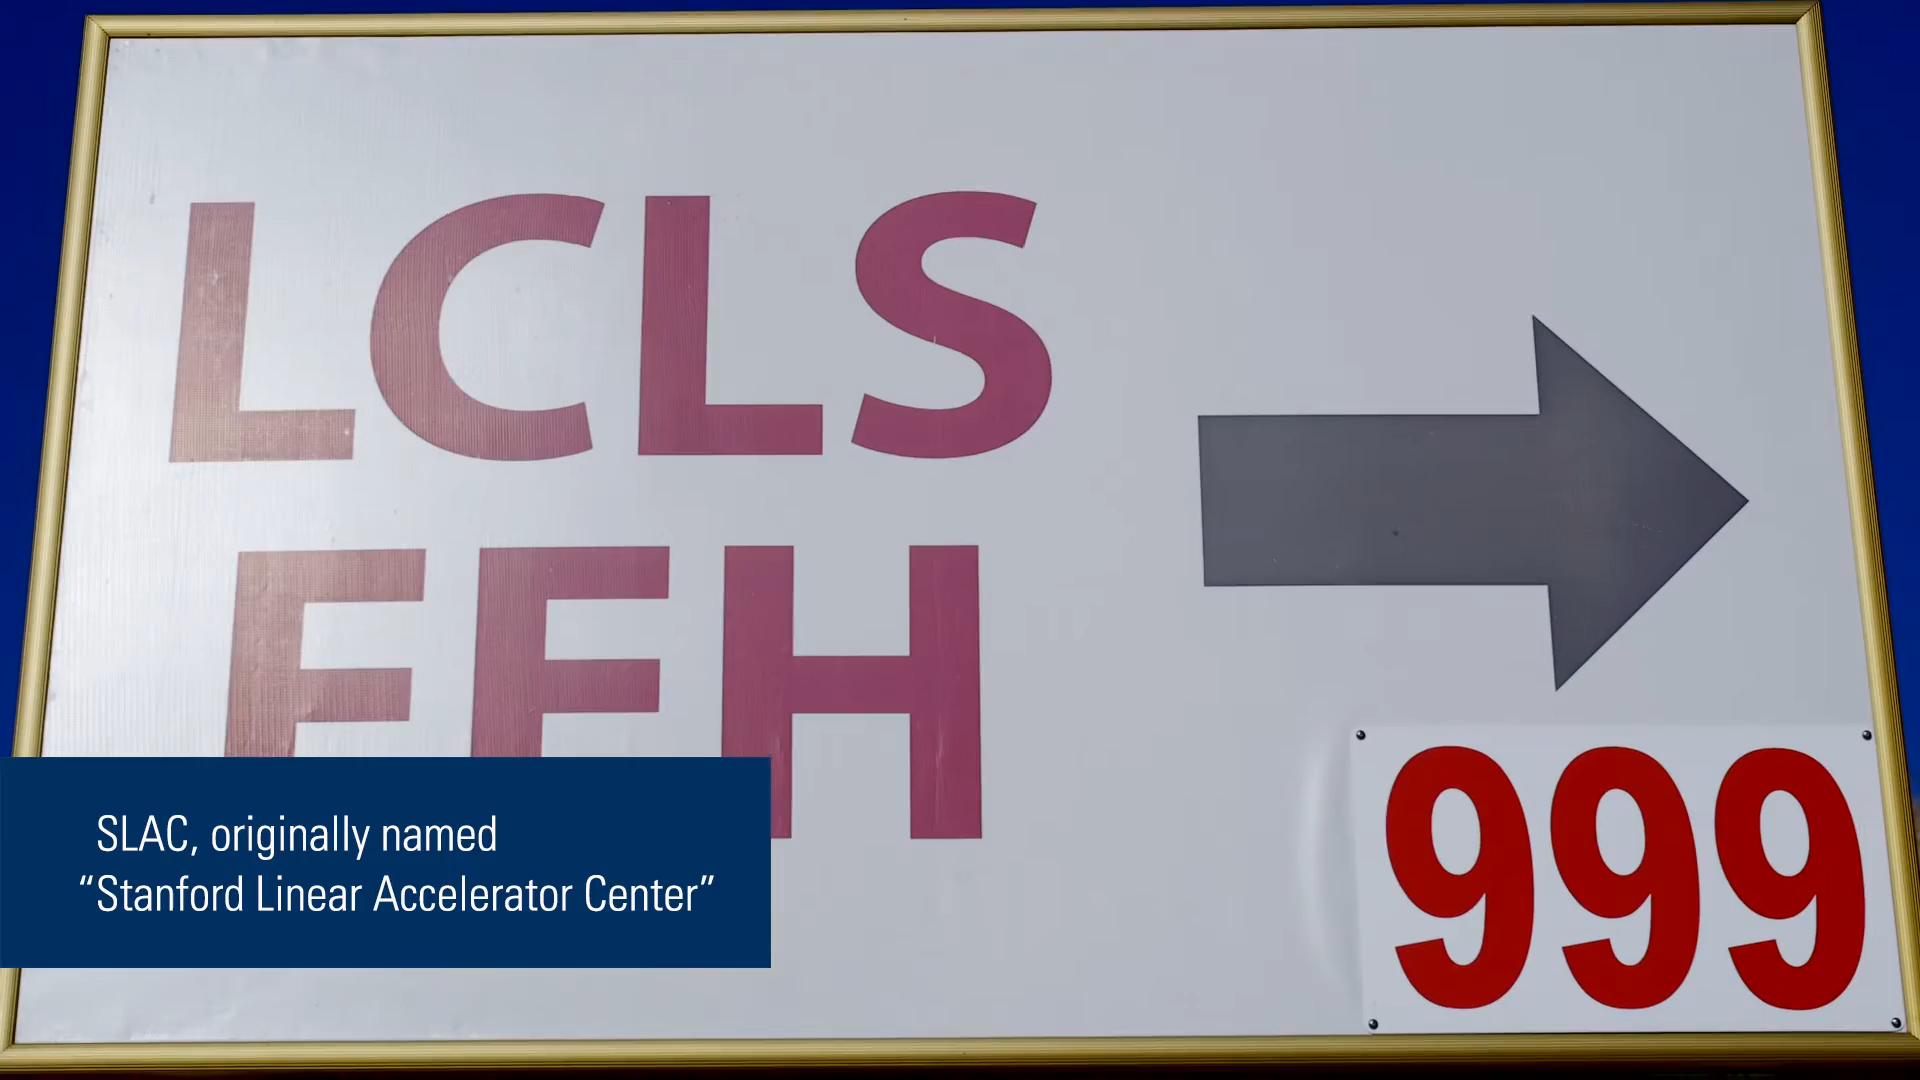 LCLS
FEH
999
SLAC, originally named
“Stanford Linear Accelerator Center”